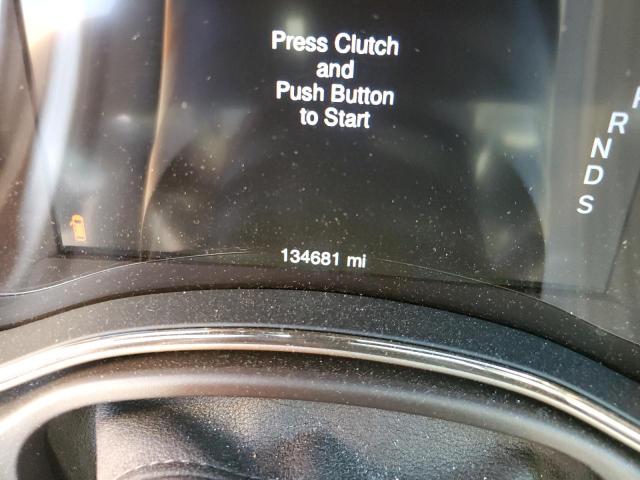 Press Clutch
and
Push Button
to Start
R
N
D
S
134681 mi